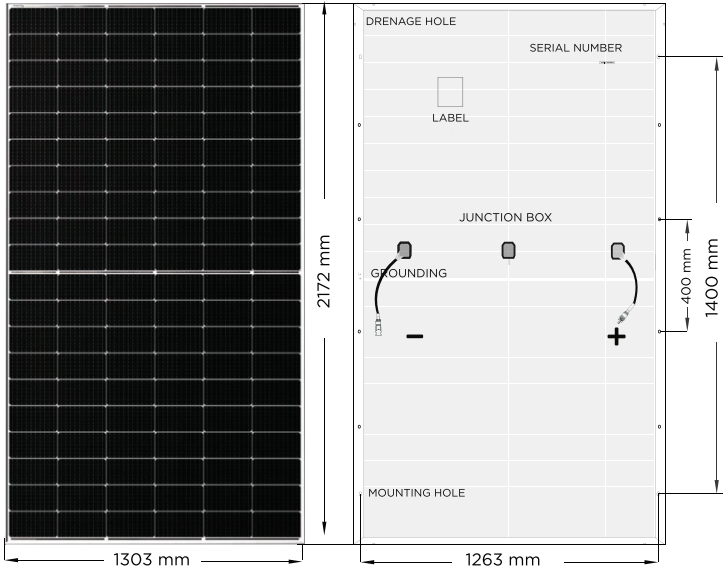 DRENAGE HOLE
SERIAL NUMBER
LABEL
JUNCTION BOX
GROUNDING
2172 mm
400 mm
1400 mm
− +
MOUNTING HOLE
1303 mm
1263 mm